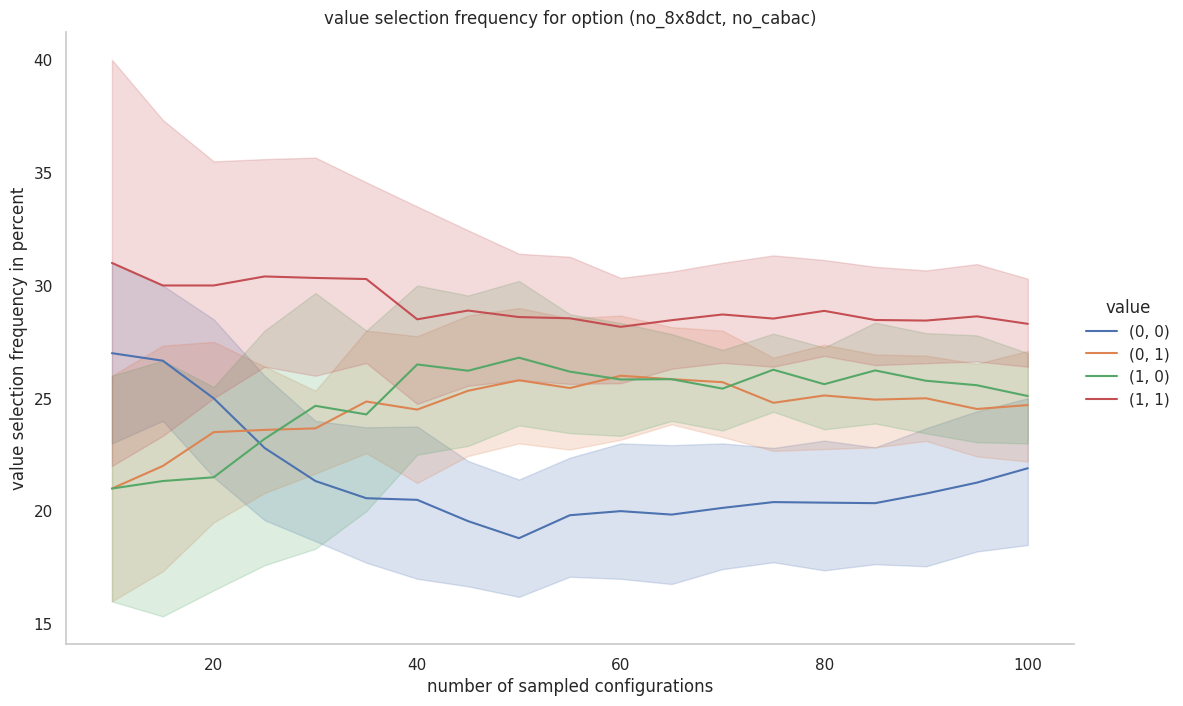 value selection frequency for option (no_8x8dct, no_cabac)
40
35
30
25
20
15
value selection frequency in percent
20 40 60 80 100
number of sampled configurations
value
(0, 0)
(0, 1)
(1, 0)
(1, 1)